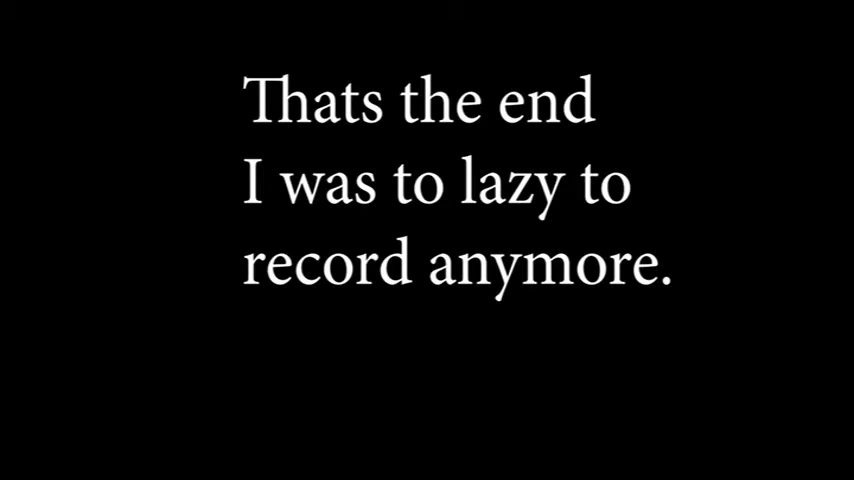 Thats the end
I was to lazy to
record anymore.